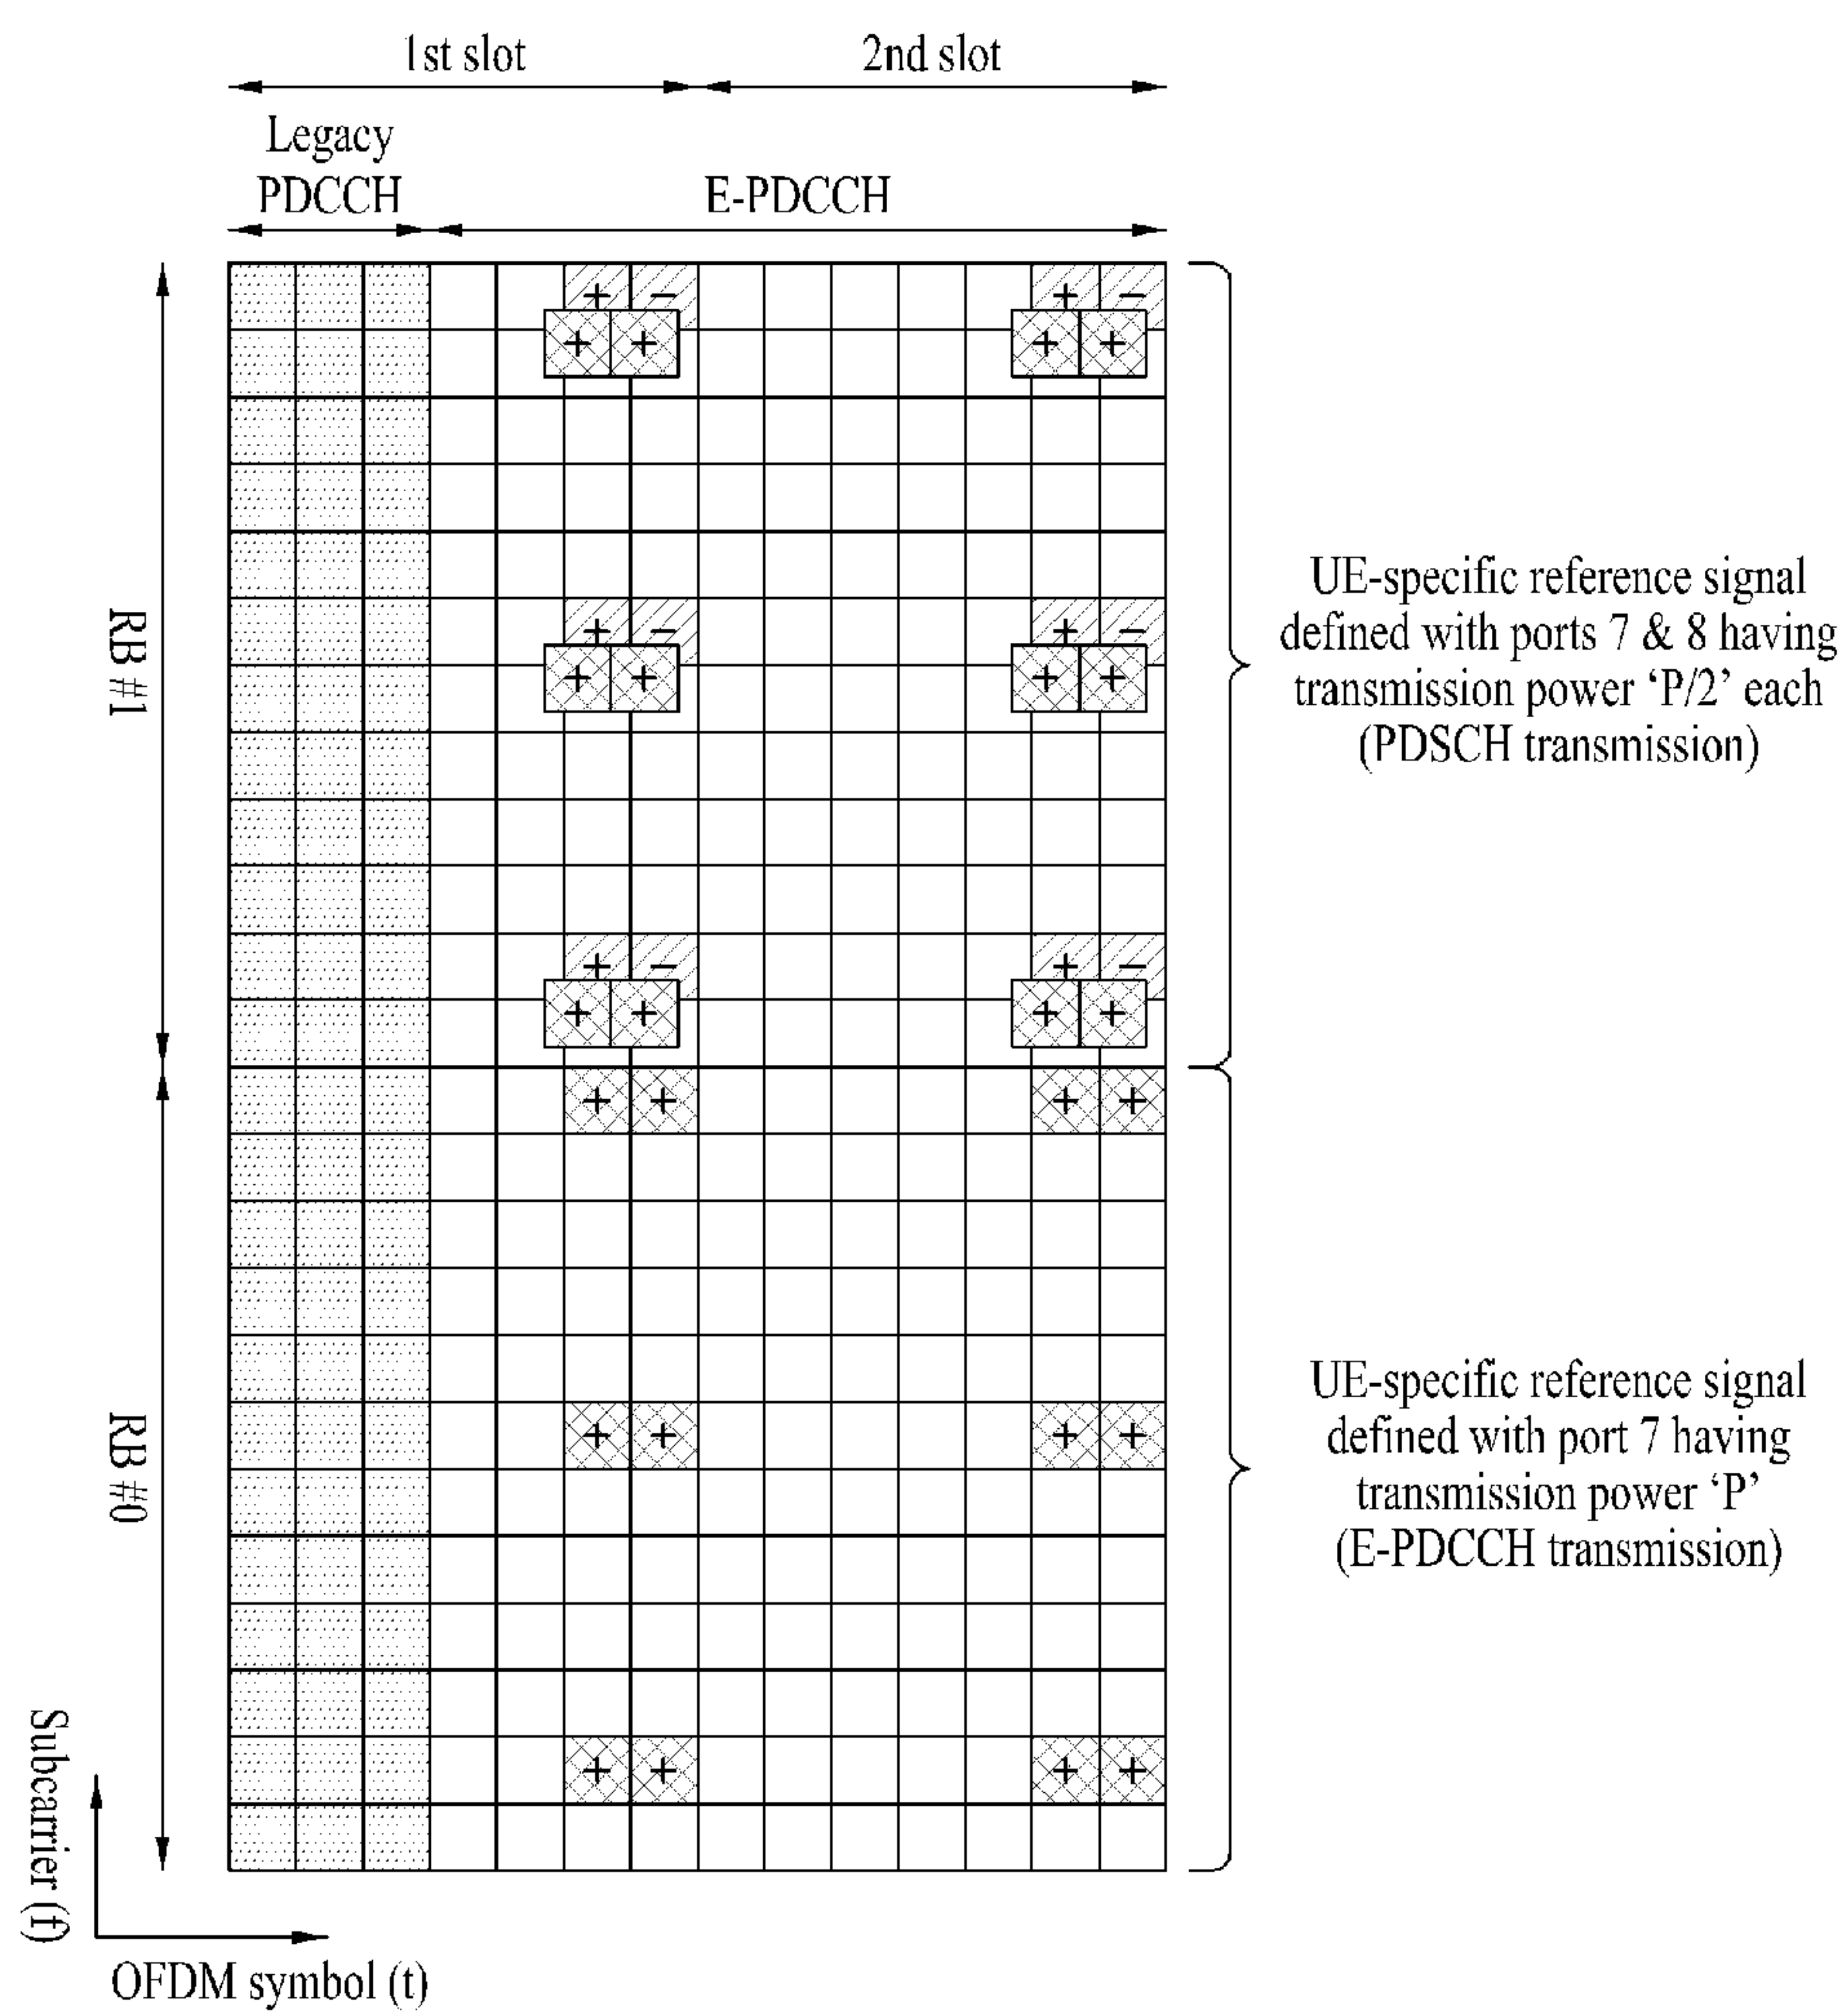 1st slot
2nd slot
Legacy
PDCCH
E-PDCCH
+ − + −
+ + + +
+ − + −
+ + + +
RB #1
UE-specific reference signal
defined with ports 7 & 8 having
transmission power ‘P/2’ each
(PDSCH transmission)
+ − + −
+ + + +
+ + + +
+ + + +
RB #0
UE-specific reference signal
defined with port 7 having
transmission power ‘P’
(E-PDCCH transmission)
+ + + +
Subcarrier (f)
OFDM symbol (t)